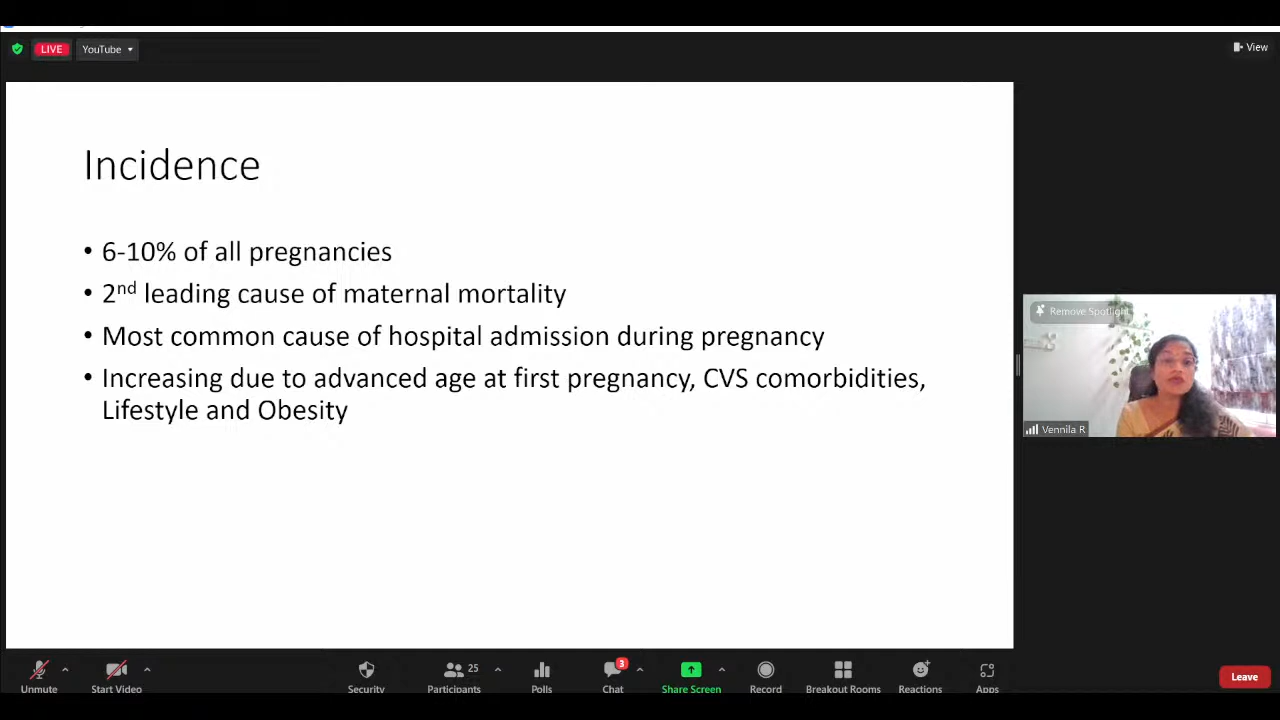 LIVE
YouTube
View
Incidence
• 6-10% of all pregnancies
• 2nd leading cause of maternal mortality
• Most common cause of hospital admission during pregnancy
• Increasing due to advanced age at first pregnancy, CVS comorbidities,
Lifestyle and Obesity
Remove Spotlight
Vennila R
Unmute
Start Video
Security
25
Participants
Polls
3
Chat
Share Screen
Record
Breakout Rooms
Reactions
Apps
Leave